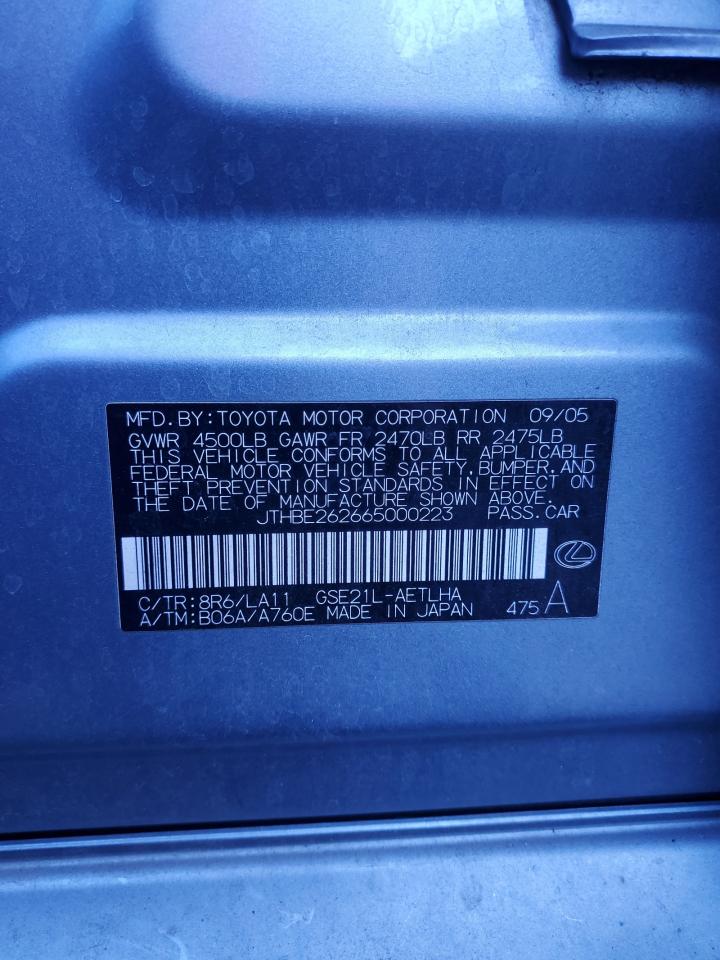 MFD.BY:TOYOTA MOTOR CORPORATION 09/05
GVWR 4500LB GAWR FR 2470LB RR 2475LB
THIS VEHICLE CONFORMS TO ALL APPLICABLE
FEDERAL MOTOR VEHICLE SAFETY,BUMPER,AND
THEFT PREVENTION STANDARDS IN EFFECT ON
THE DATE OF MANUFACTURE SHOWN ABOVE.
JTHBE262665000223 PASS.CAR
C/TR:8R6/LA11 GSE21L-AETLHA
A/TM:B06A/A760E MADE IN JAPAN 475 A